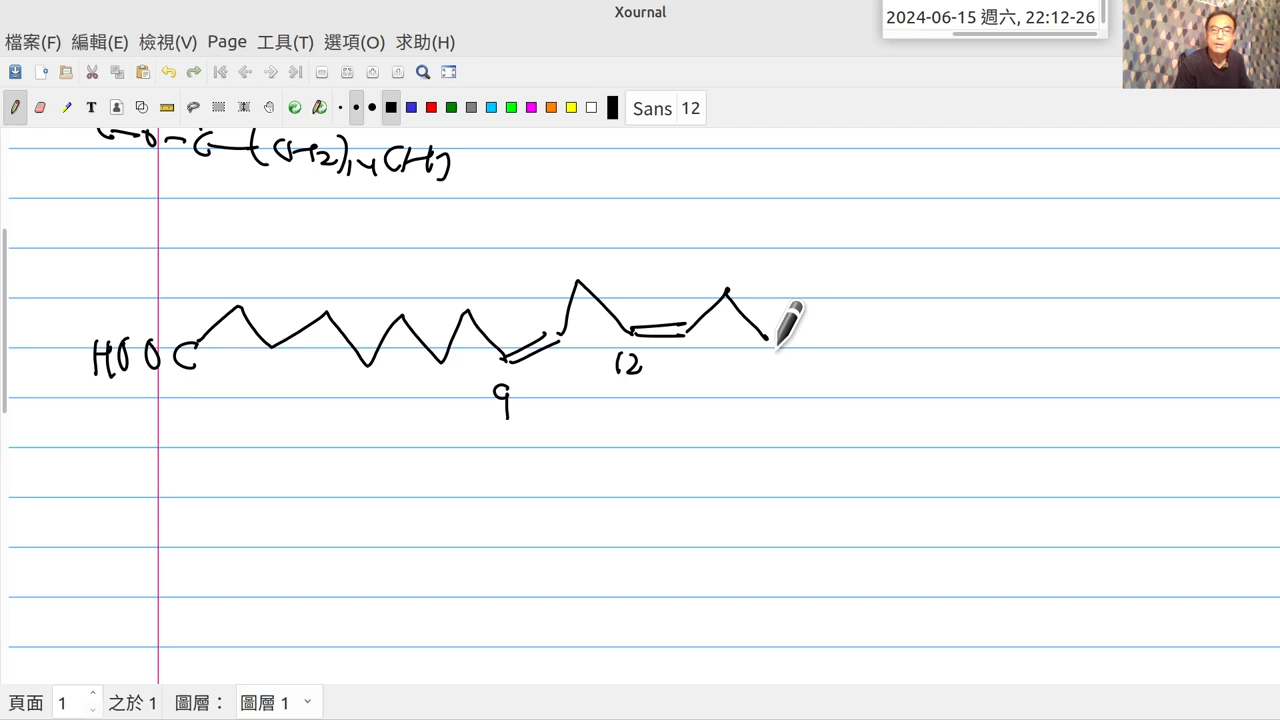 Xournal
2024-06-15 週六, 22:12-26
檔案(F) 編輯(E) 檢視(V) Page 工具(T) 選項(O) 求助(H)
T
Sans 12
(CH2)14CH3
HOOC
12
9
頁面 1 之於 1 圖層： 圖層 1